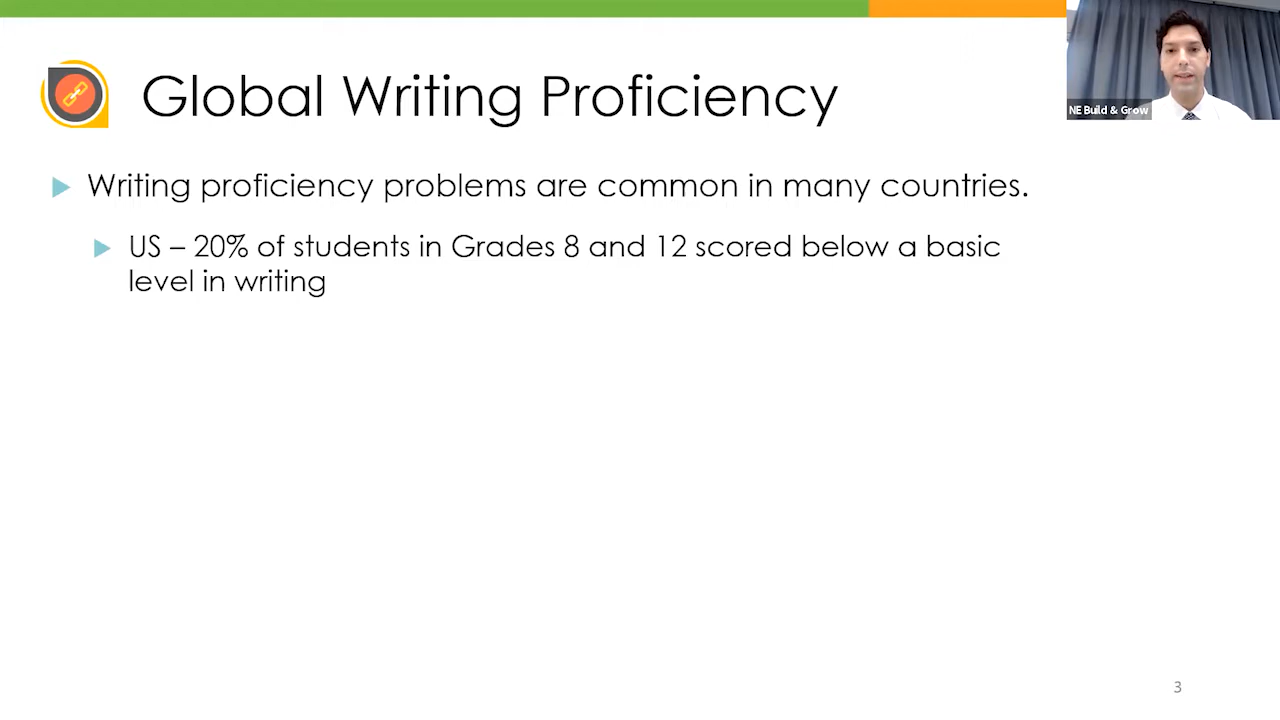 NE Build & Grow
Global Writing Proficiency
Writing proficiency problems are common in many countries.
US – 20% of students in Grades 8 and 12 scored below a basic
level in writing
3